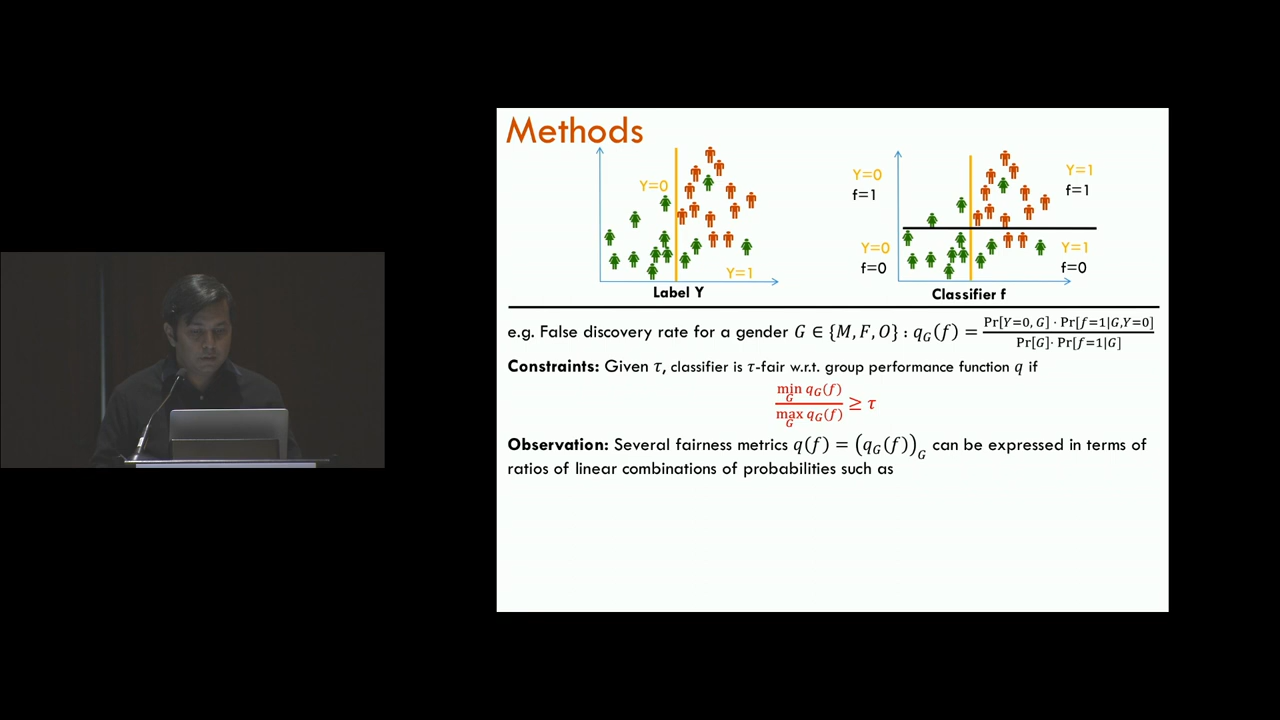 Methods
Y=0
Y=1
Label Y
Y=0
f=1
Y=1
f=1
Y=0
f=0
Y=1
f=0
Classifier f
e.g. False discovery rate for a gender G ∈ {M, F, O} : q_G(f) = Pr[Y=0, G] · Pr[f=1|G,Y=0] / Pr[G]· Pr[f=1|G]
Constraints: Given τ, classifier is τ-fair w.r.t. group performance function q if
min_G q_G(f) / max_G q_G(f) ≥ τ
Observation: Several fairness metrics q(f) = (q_G(f))_G can be expressed in terms of
ratios of linear combinations of probabilities such as